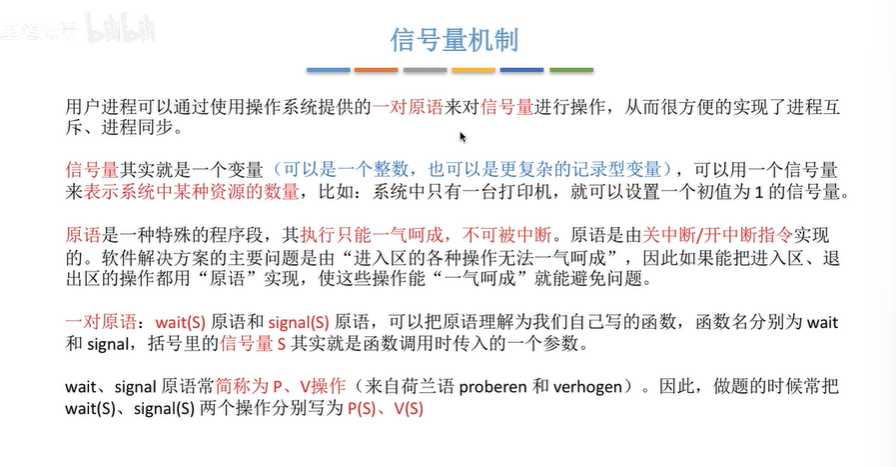 bilibili
信号量机制
用户进程可以通过使用操作系统提供的一对原语来对信号量进行操作，从而很方便的实现了进程互
斥、进程同步。
信号量其实就是一个变量（可以是一个整数，也可以是更复杂的记录型变量），可以用一个信号量
来表示系统中某种资源的数量，比如：系统中只有一台打印机，就可以设置一个初值为 1 的信号量。
原语是一种特殊的程序段，其执行只能一气呵成，不可被中断。原语是由关中断/开中断指令实现
的。软件解决方案的主要问题是由“进入区的各种操作无法一气呵成”，因此如果能把进入区、退
出区的操作都用“原语”实现，使这些操作能“一气呵成”就能避免问题。
一对原语：wait(S) 原语和 signal(S) 原语，可以把原语理解为我们自己写的函数，函数名分别为 wait
和 signal，括号里的信号量 S 其实就是函数调用时传入的一个参数。
wait、signal 原语常简称为 P、V操作（来自荷兰语 proberen 和 verhogen）。因此，做题的时候常把
wait(S)、signal(S) 两个操作分别写为 P(S)、V(S)